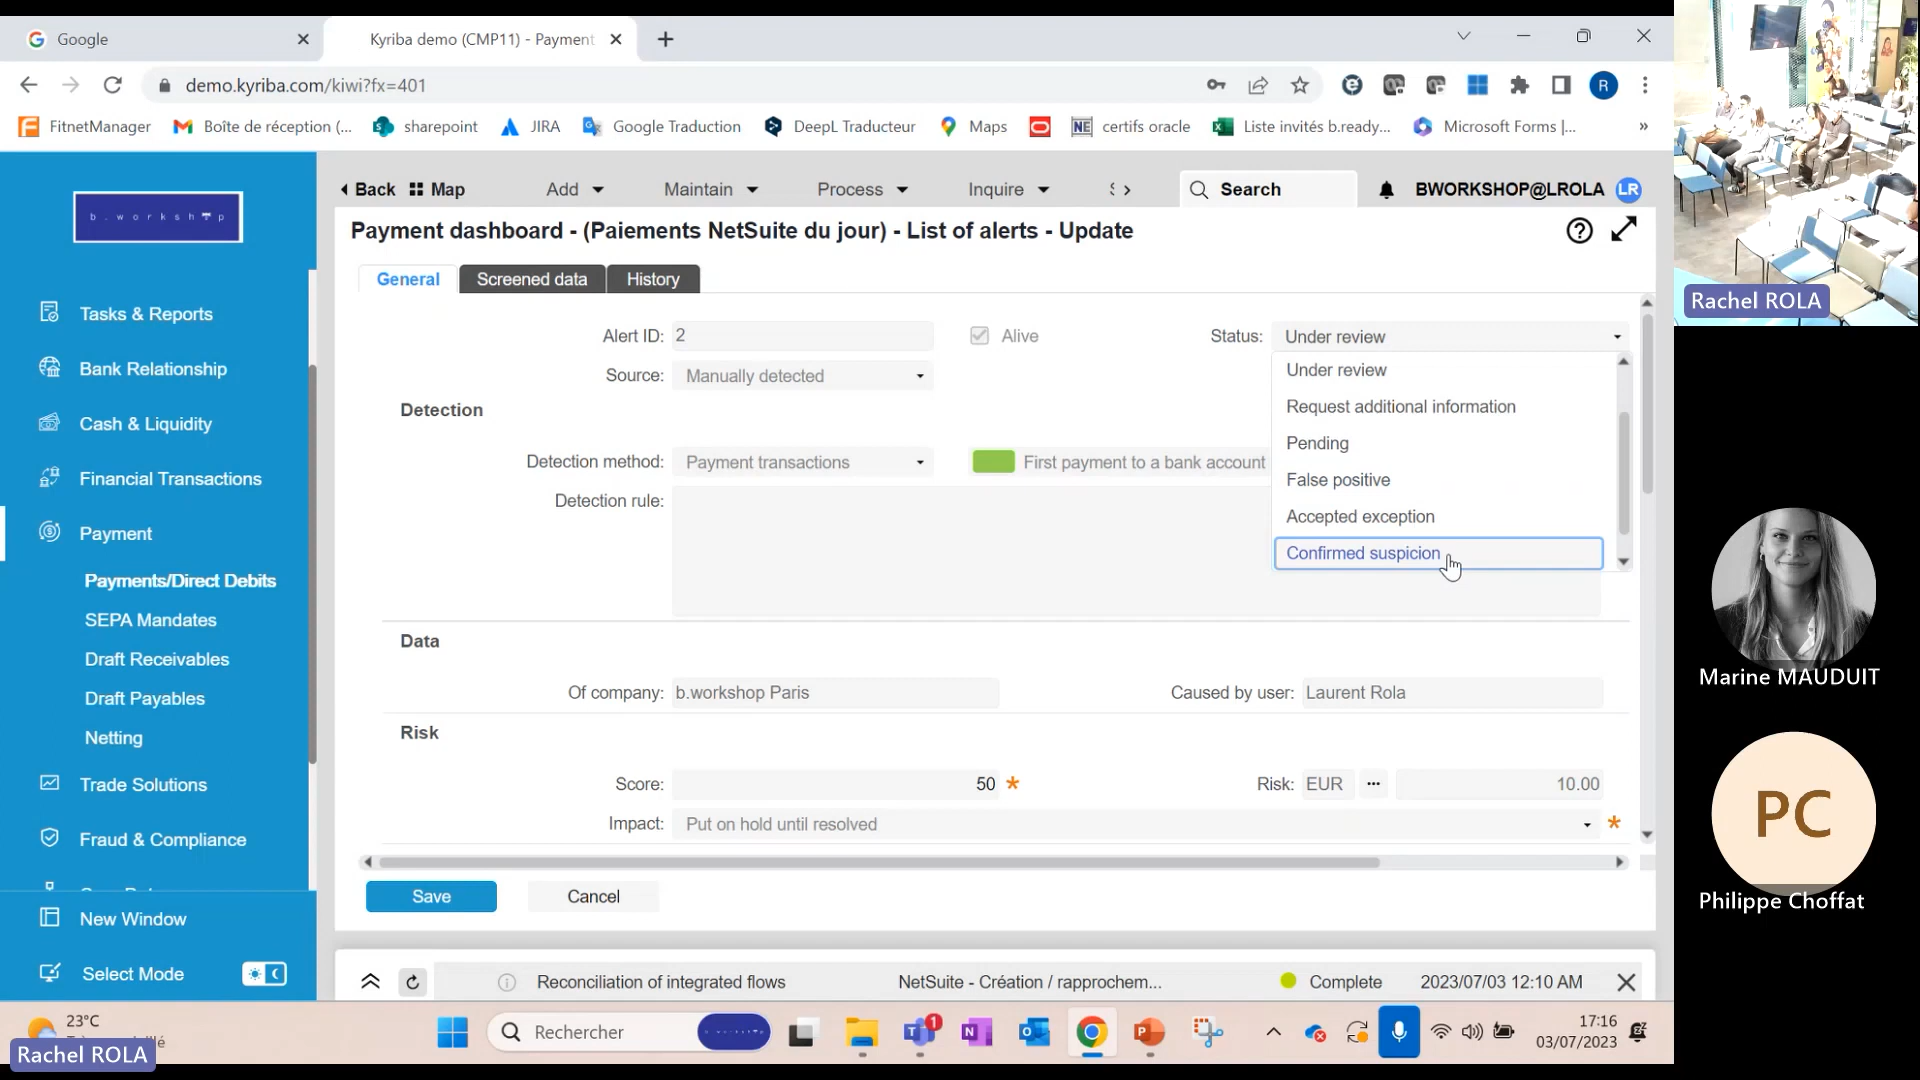 Google
Kyriba demo (CMP11) - Payment
demo.kyriba.com/kiwi?fx=401
R
FitnetManager
Boîte de réception (...
sharepoint
JIRA
Google Traduction
DeepL Traducteur
Maps
NE
certifs oracle
Liste invités b.ready...
Microsoft Forms |...
»
b.workshop
Back
Map
Add
Maintain
Process
Inquire
Search
BWORKSHOP@LROLA
LR
Payment dashboard - (Paiements NetSuite du jour) - List of alerts - Update
General
Screened data
History
Tasks & Reports
Bank Relationship
Cash & Liquidity
Financial Transactions
Payment
Payments/Direct Debits
SEPA Mandates
Draft Receivables
Draft Payables
Netting
Trade Solutions
Fraud & Compliance
New Window
Select Mode
Alert ID: 2
Alive
Status: Under review
Source: Manually detected
Under review
Request additional information
Pending
False positive
Accepted exception
Confirmed suspicion
Detection
Detection method: Payment transactions
First payment to a bank account
Detection rule:
Data
Of company: b.workshop Paris
Caused by user: Laurent Rola
Risk
Score: 50 *
Risk: EUR ... 10.00
Impact: Put on hold until resolved *
Save
Cancel
Reconciliation of integrated flows
NetSuite - Création / rapprochem...
Complete
2023/07/03 12:10 AM
23°C
Rechercher
1
17:16
03/07/2023
Rachel ROLA
Rachel ROLA
Marine MAUDUIT
PC
Philippe Choffat